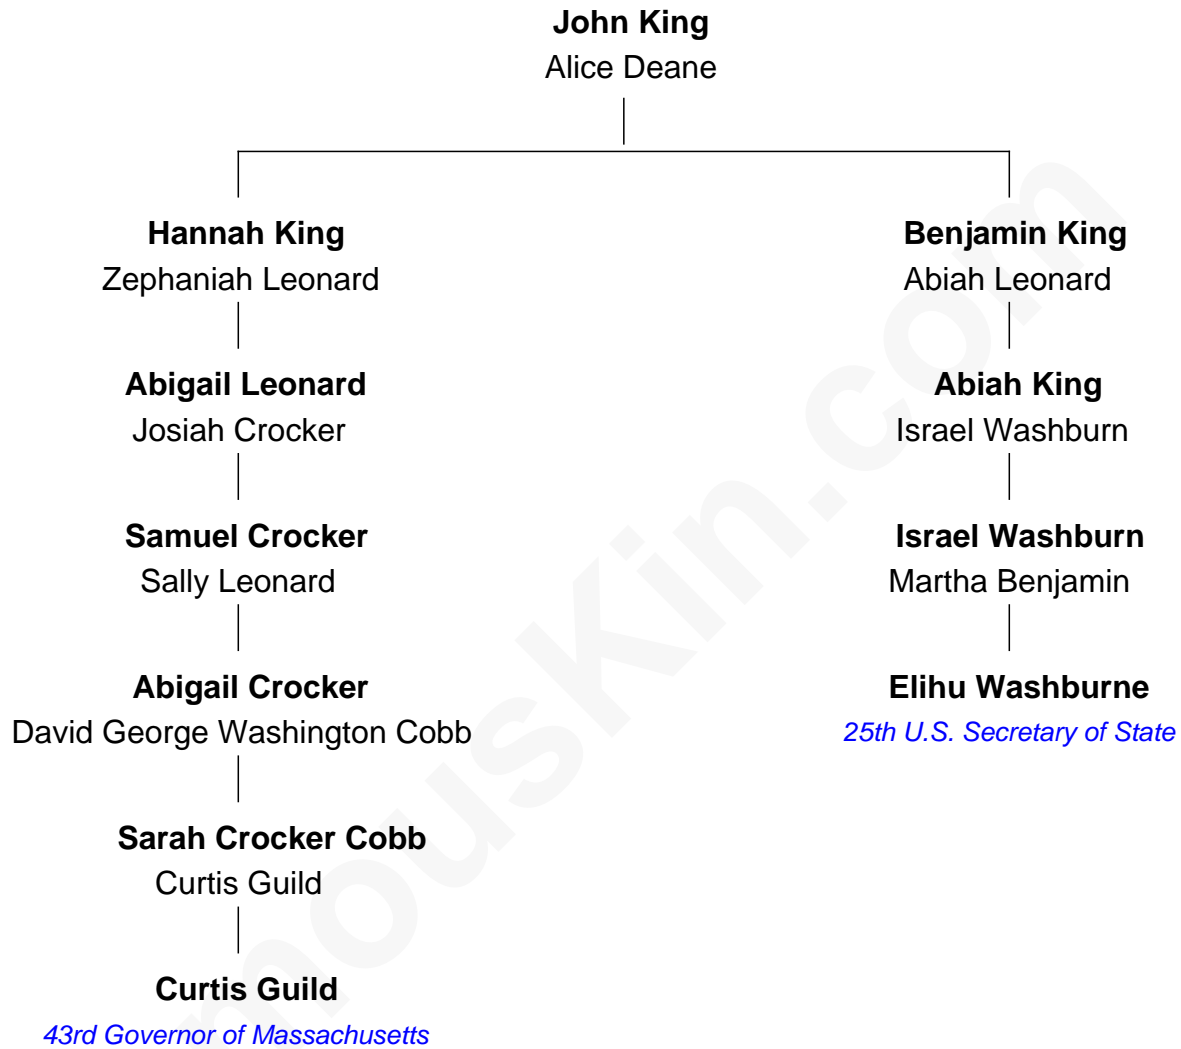 John King
Alice Deane
Hannah King
Zephaniah Leonard
Benjamin King
Abiah Leonard
Abigail Leonard
Josiah Crocker
Abiah King
Israel Washburn
Samuel Crocker
Sally Leonard
Israel Washburn
Martha Benjamin
Abigail Crocker
David George Washington Cobb
Elihu Washburne
25th U.S. Secretary of State
Sarah Crocker Cobb
Curtis Guild
Curtis Guild
43rd Governor of Massachusetts
mousKin.com